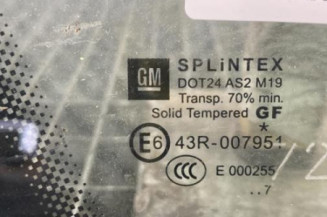 GM
SPLiNTEX
DOT24 AS2 M19
Transp. 70% min.
Solid Tempered GF
*
E6 43R-007951
CCC E 000255
..7